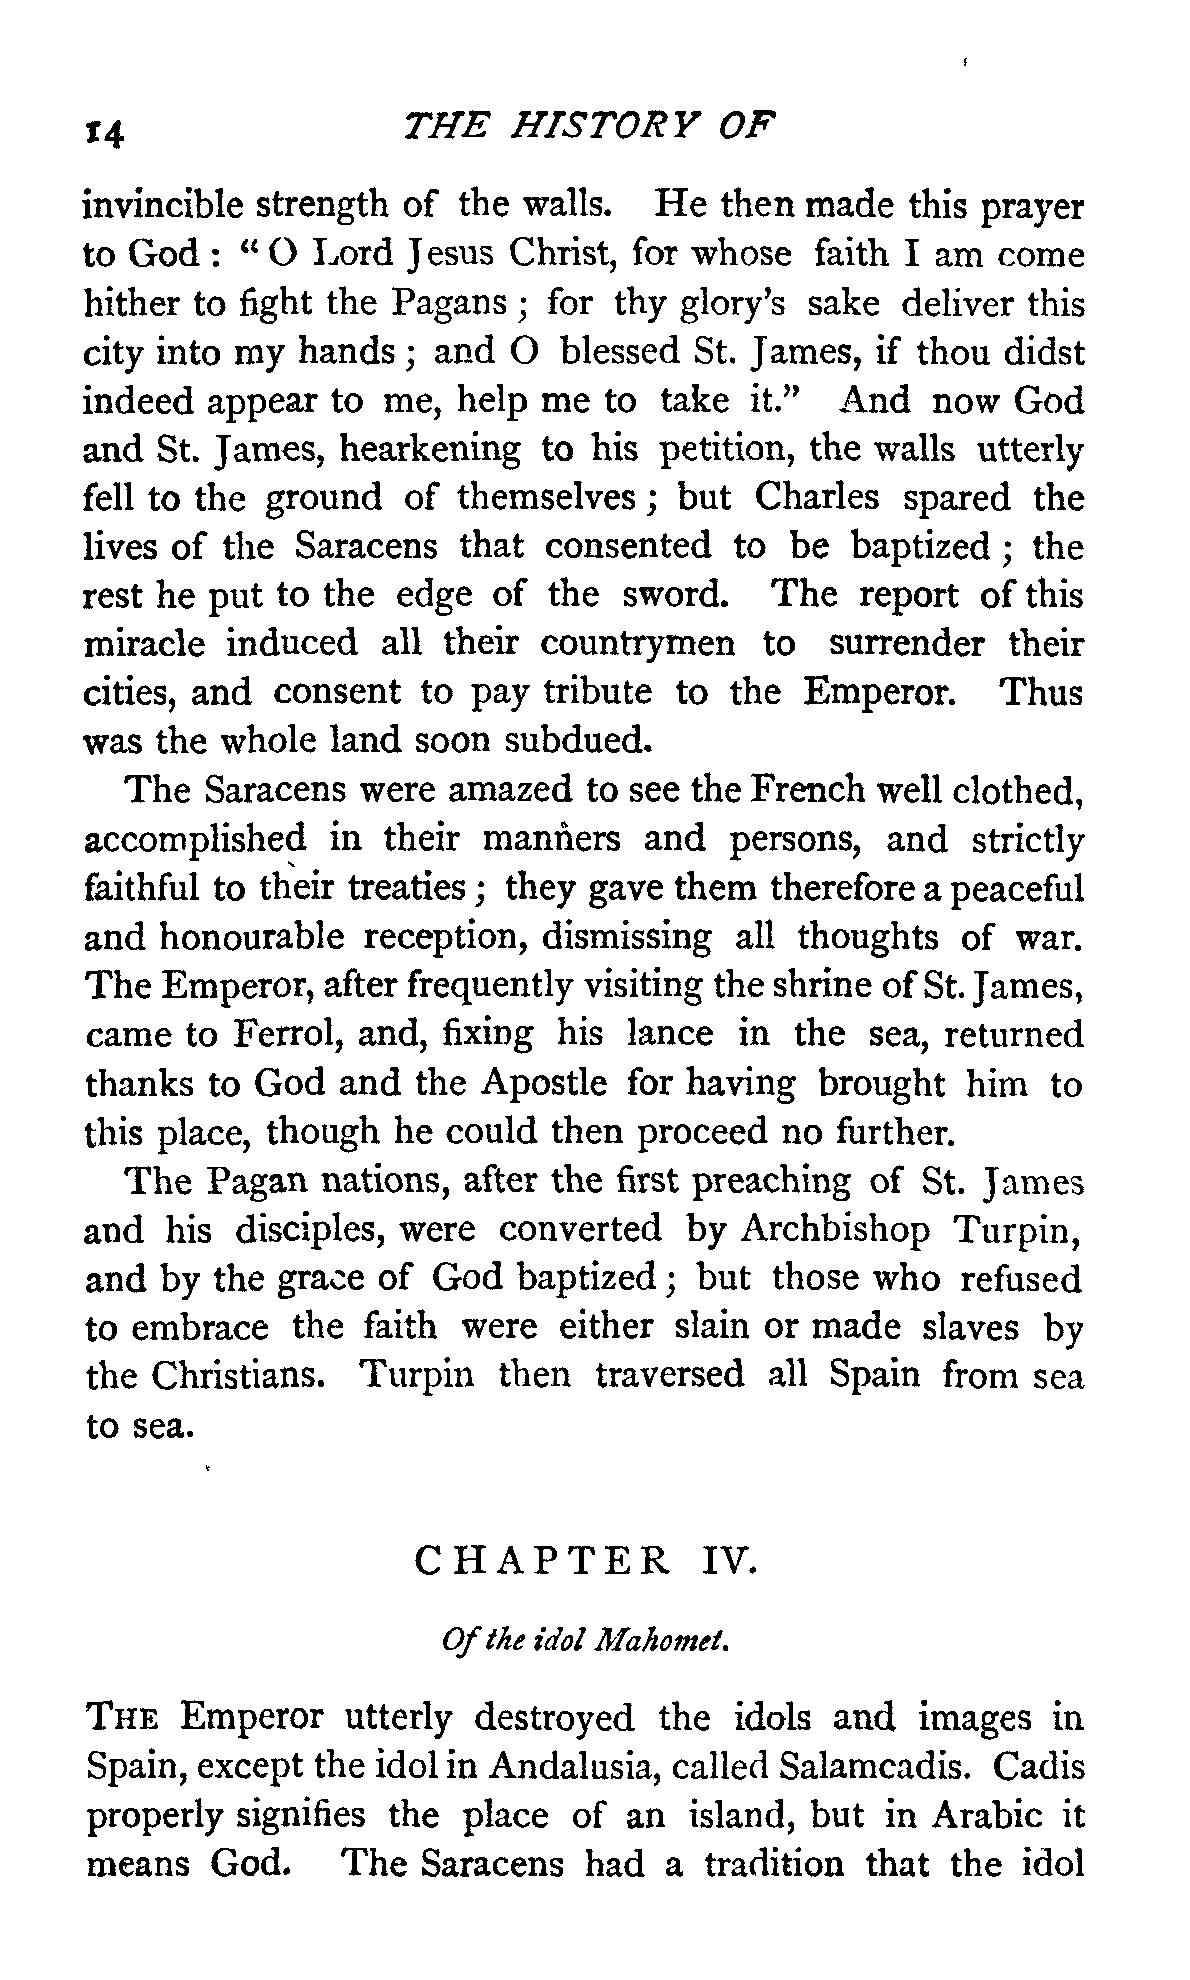 14 THE HISTORY OF
invincible strength of the walls. He then made this prayer
to God : “ O Lord Jesus Christ, for whose faith I am come
hither to fight the Pagans ; for thy glory's sake deliver this
city into my hands ; and O blessed St. James, if thou didst
indeed appear to me, help me to take it.” And now God
and St. James, hearkening to his petition, the walls utterly
fell to the ground of themselves ; but Charles spared the
lives of the Saracens that consented to be baptized ; the
rest he put to the edge of the sword. The report of this
miracle induced all their countrymen to surrender their
cities, and consent to pay tribute to the Emperor. Thus
was the whole land soon subdued.
The Saracens were amazed to see the French well clothed,
accomplished in their manners and persons, and strictly
faithful to their treaties ; they gave them therefore a peaceful
and honourable reception, dismissing all thoughts of war.
The Emperor, after frequently visiting the shrine of St. James,
came to Ferrol, and, fixing his lance in the sea, returned
thanks to God and the Apostle for having brought him to
this place, though he could then proceed no further.
The Pagan nations, after the first preaching of St. James
and his disciples, were converted by Archbishop Turpin,
and by the grace of God baptized ; but those who refused
to embrace the faith were either slain or made slaves by
the Christians. Turpin then traversed all Spain from sea
to sea.
CHAPTER IV.
Of the idol Mahomet.
THE Emperor utterly destroyed the idols and images in
Spain, except the idol in Andalusia, called Salamcadis. Cadis
properly signifies the place of an island, but in Arabic it
means God. The Saracens had a tradition that the idol